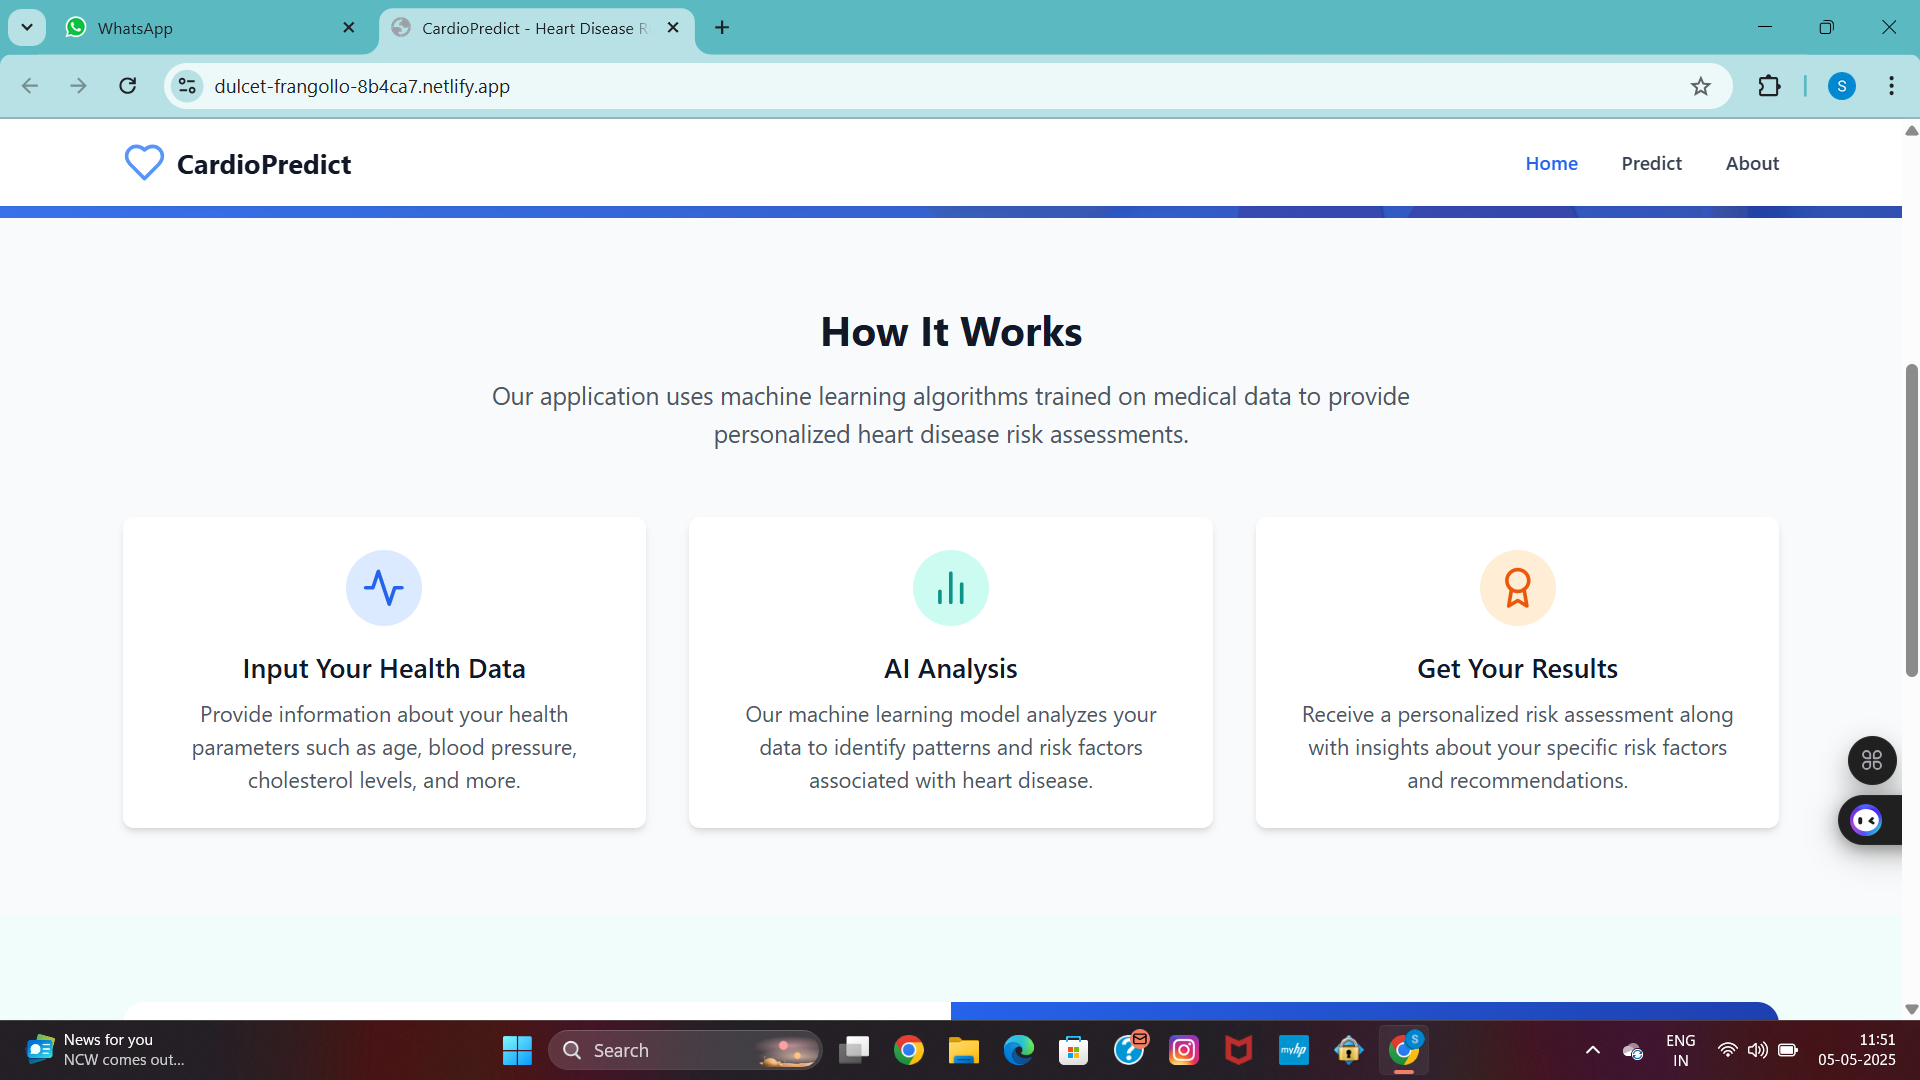 WhatsApp
CardioPredict - Heart Disease R
dulcet-frangollo-8b4ca7.netlify.app
S
CardioPredict
Home
Predict
About
How It Works
Our application uses machine learning algorithms trained on medical data to provide
personalized heart disease risk assessments.
Input Your Health Data
Provide information about your health
parameters such as age, blood pressure,
cholesterol levels, and more.
AI Analysis
Our machine learning model analyzes your
data to identify patterns and risk factors
associated with heart disease.
Get Your Results
Receive a personalized risk assessment along
with insights about your specific risk factors
and recommendations.
News for you
NCW comes out...
Search
myhp
S
ENG
IN
11:51
05-05-2025